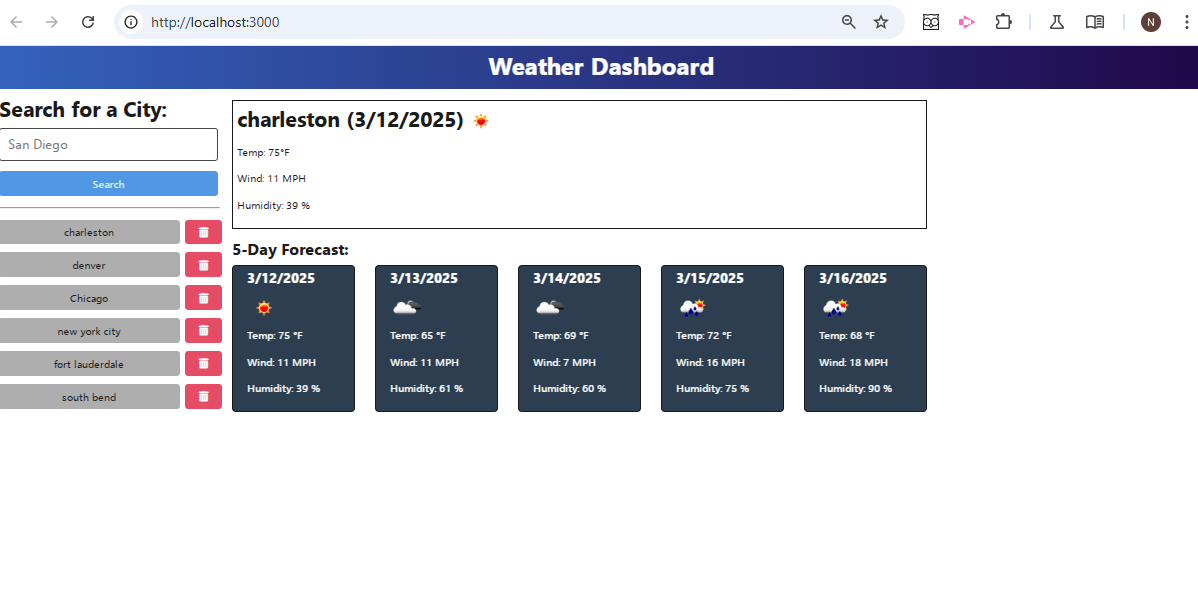 http://localhost:3000
N
Weather Dashboard
Search for a City:
San Diego
Search
charleston
denver
Chicago
new york city
fort lauderdale
south bend
charleston (3/12/2025)
Temp: 75°F
Wind: 11 MPH
Humidity: 39 %
5-Day Forecast:
3/12/2025
Temp: 75 °F
Wind: 11 MPH
Humidity: 39 %
3/13/2025
Temp: 65 °F
Wind: 11 MPH
Humidity: 61 %
3/14/2025
Temp: 69 °F
Wind: 7 MPH
Humidity: 60 %
3/15/2025
Temp: 72 °F
Wind: 16 MPH
Humidity: 75 %
3/16/2025
Temp: 68 °F
Wind: 18 MPH
Humidity: 90 %